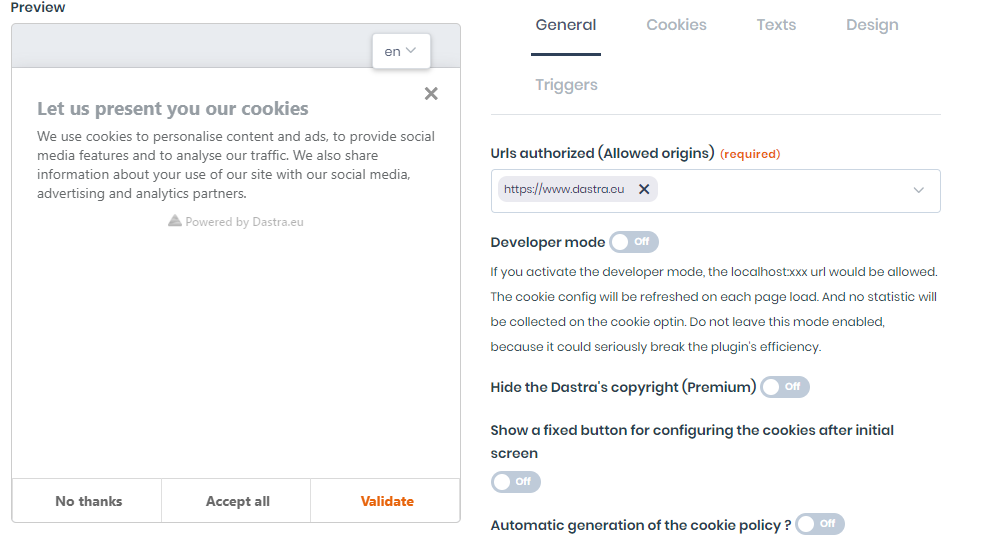 Preview
en
Let us present you our cookies
We use cookies to personalise content and ads, to provide social
media features and to analyse our traffic. We also share
information about your use of our site with our social media,
advertising and analytics partners.
Powered by Dastra.eu
No thanks
Accept all
Validate
General
Cookies
Texts
Design
Triggers
Urls authorized (Allowed origins) (required)
https://www.dastra.eu
Developer mode Off
If you activate the developer mode, the localhost:xxx url would be allowed.
The cookie config will be refreshed on each page load. And no statistic will
be collected on the cookie optin. Do not leave this mode enabled,
because it could seriously break the plugin's efficiency.
Hide the Dastra's copyright (Premium) Off
Show a fixed button for configuring the cookies after initial
screen
Off
Automatic generation of the cookie policy ? Off